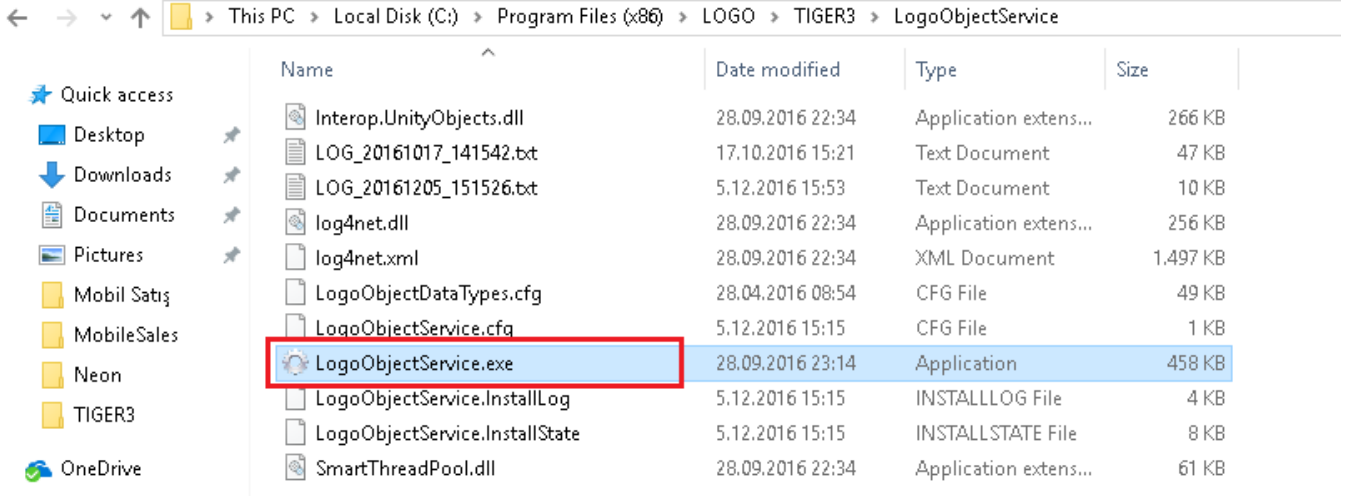 This PC > Local Disk (C:) > Program Files (x86) > LOGO > TIGER3 > LogoObjectService
Quick access
Desktop
Downloads
Documents
Pictures
Mobil Satış
MobileSales
Neon
TIGER3
OneDrive
Name Date modified Type Size
Interop.UnityObjects.dll 28.09.2016 22:34 Application extens... 266 KB
LOG_20161017_141542.txt 17.10.2016 15:21 Text Document 47 KB
LOG_20161205_151526.txt 5.12.2016 15:53 Text Document 10 KB
log4net.dll 28.09.2016 22:34 Application extens... 256 KB
log4net.xml 28.09.2016 22:34 XML Document 1.497 KB
LogoObjectDataTypes.cfg 28.04.2016 08:54 CFG File 49 KB
LogoObjectService.cfg 5.12.2016 15:15 CFG File 1 KB
LogoObjectService.exe 28.09.2016 23:14 Application 458 KB
LogoObjectService.InstallLog 5.12.2016 15:15 INSTALLLOG File 4 KB
LogoObjectService.InstallState 5.12.2016 15:15 INSTALLSTATE File 8 KB
SmartThreadPool.dll 28.09.2016 22:34 Application extens... 61 KB